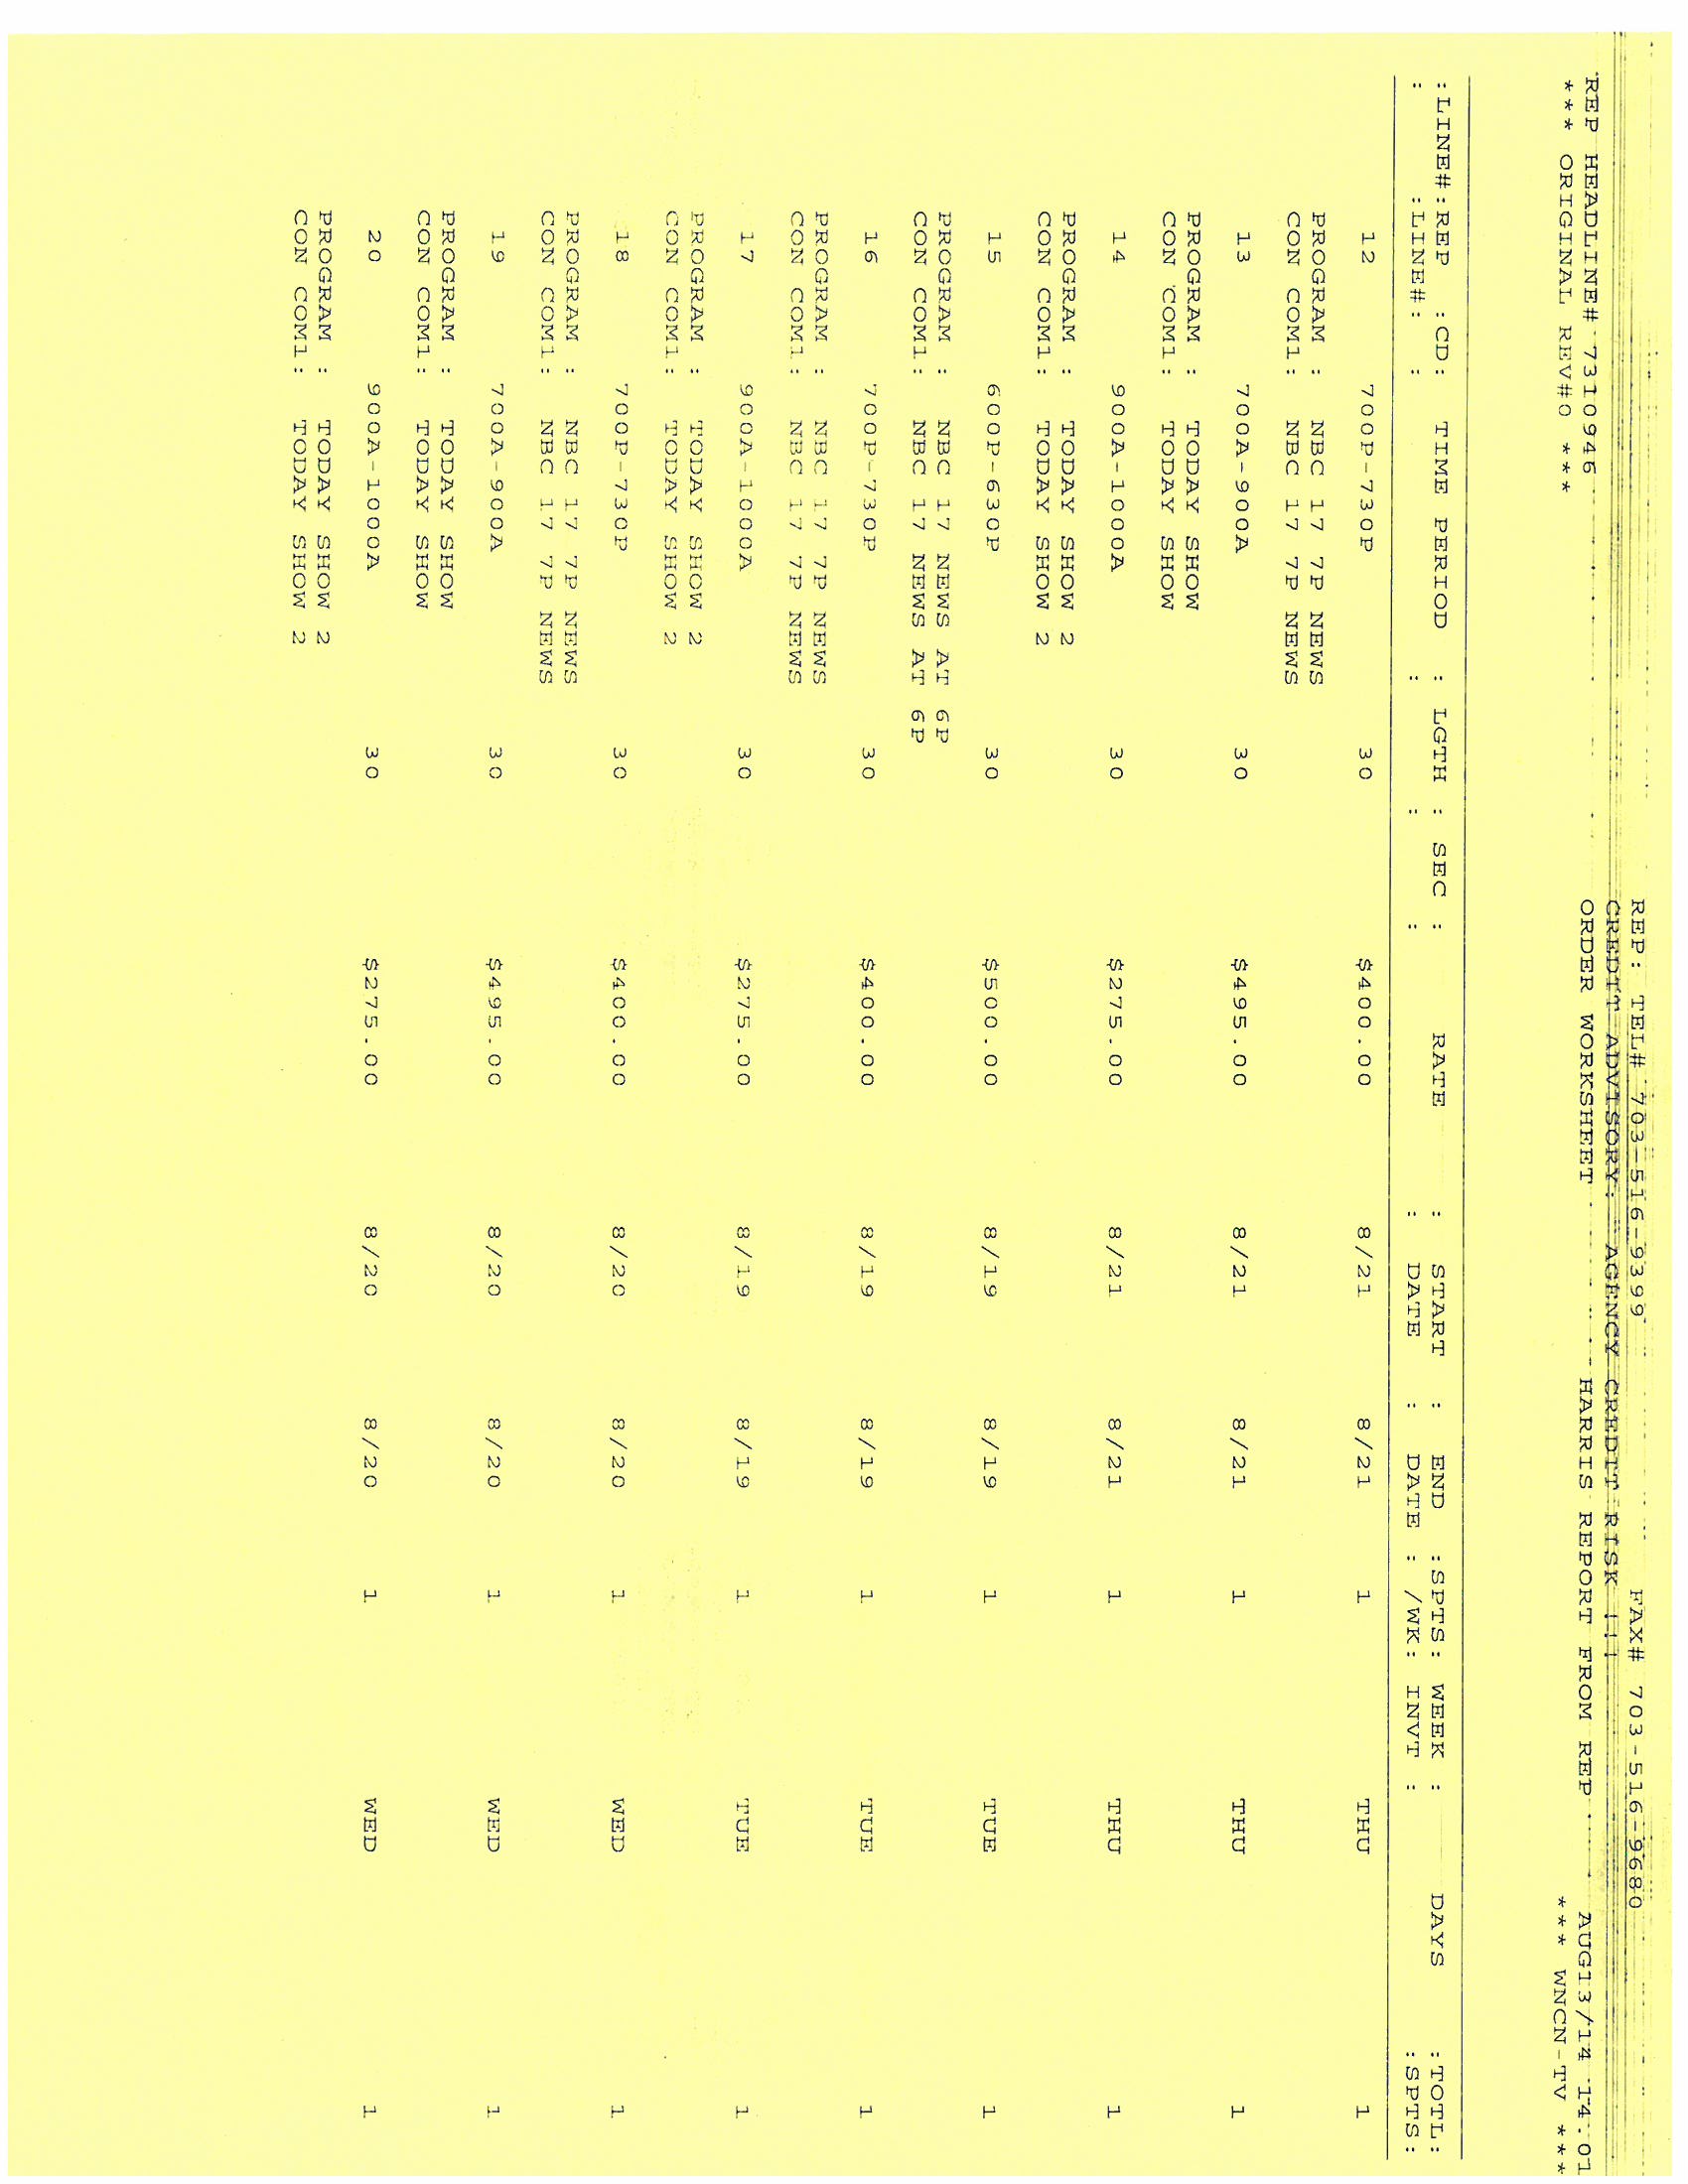 REP: TEL# 703-516-9399 FAX# 703-516-9680
CREDIT ADVISORY: AGENCY CREDIT RISK !!!
REP HEADLINE# 7310946 ORDER WORKSHEET HARRIS REPORT FROM REP AUG13/14 14.01
*** ORIGINAL REV#0 *** *** WNCN-TV ***
:LINE#:REP :CD: TIME PERIOD : LGTH : SEC : RATE : START : END :SPTS: WEEK : DAYS :TOTL:
: :LINE#: : : : : : DATE : DATE : /WK: INVT : :SPTS:
12 700P-730P 30 $400.00 8/21 8/21 1 THU 1
PROGRAM : NBC 17 7P NEWS
CON COM1: NBC 17 7P NEWS
13 700A-900A 30 $495.00 8/21 8/21 1 THU 1
PROGRAM : TODAY SHOW
CON COM1: TODAY SHOW
14 900A-1000A 30 $275.00 8/21 8/21 1 THU 1
PROGRAM : TODAY SHOW 2
CON COM1: TODAY SHOW 2
15 600P-630P 30 $500.00 8/19 8/19 1 TUE 1
PROGRAM : NBC 17 NEWS AT 6P
CON COM1: NBC 17 NEWS AT 6P
16 700P-730P 30 $400.00 8/19 8/19 1 TUE 1
PROGRAM : NBC 17 7P NEWS
CON COM1: NBC 17 7P NEWS
17 900A-1000A 30 $275.00 8/19 8/19 1 TUE 1
PROGRAM : TODAY SHOW 2
CON COM1: TODAY SHOW 2
18 700P-730P 30 $400.00 8/20 8/20 1 WED 1
PROGRAM : NBC 17 7P NEWS
CON COM1: NBC 17 7P NEWS
19 700A-900A 30 $495.00 8/20 8/20 1 WED 1
PROGRAM : TODAY SHOW
CON COM1: TODAY SHOW
20 900A-1000A 30 $275.00 8/20 8/20 1 WED 1
PROGRAM : TODAY SHOW 2
CON COM1: TODAY SHOW 2